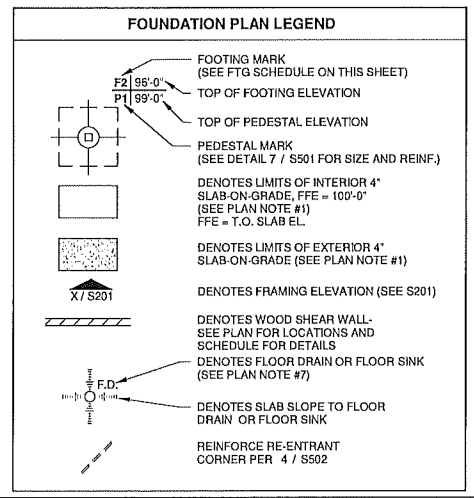 FOUNDATION PLAN LEGEND
FOOTING MARK
(SEE FTG SCHEDULE ON THIS SHEET)
F2 96'-0"
TOP OF FOOTING ELEVATION
P1 99'-0"
TOP OF PEDESTAL ELEVATION
PEDESTAL MARK
(SEE DETAIL 7 / S501 FOR SIZE AND REINF.)
DENOTES LIMITS OF INTERIOR 4"
SLAB-ON-GRADE, FFE = 100'-0"
(SEE PLAN NOTE #1)
FFE = T.O. SLAB EL.
DENOTES LIMITS OF EXTERIOR 4"
SLAB-ON-GRADE (SEE PLAN NOTE #1)
X / S201
DENOTES FRAMING ELEVATION (SEE S201)
DENOTES WOOD SHEAR WALL-
SEE PLAN FOR LOCATIONS AND
SCHEDULE FOR DETAILS
DENOTES FLOOR DRAIN OR FLOOR SINK
(SEE PLAN NOTE #7)
F.D.
DENOTES SLAB SLOPE TO FLOOR
DRAIN OR FLOOR SINK
REINFORCE RE-ENTRANT
CORNER PER 4 / S502